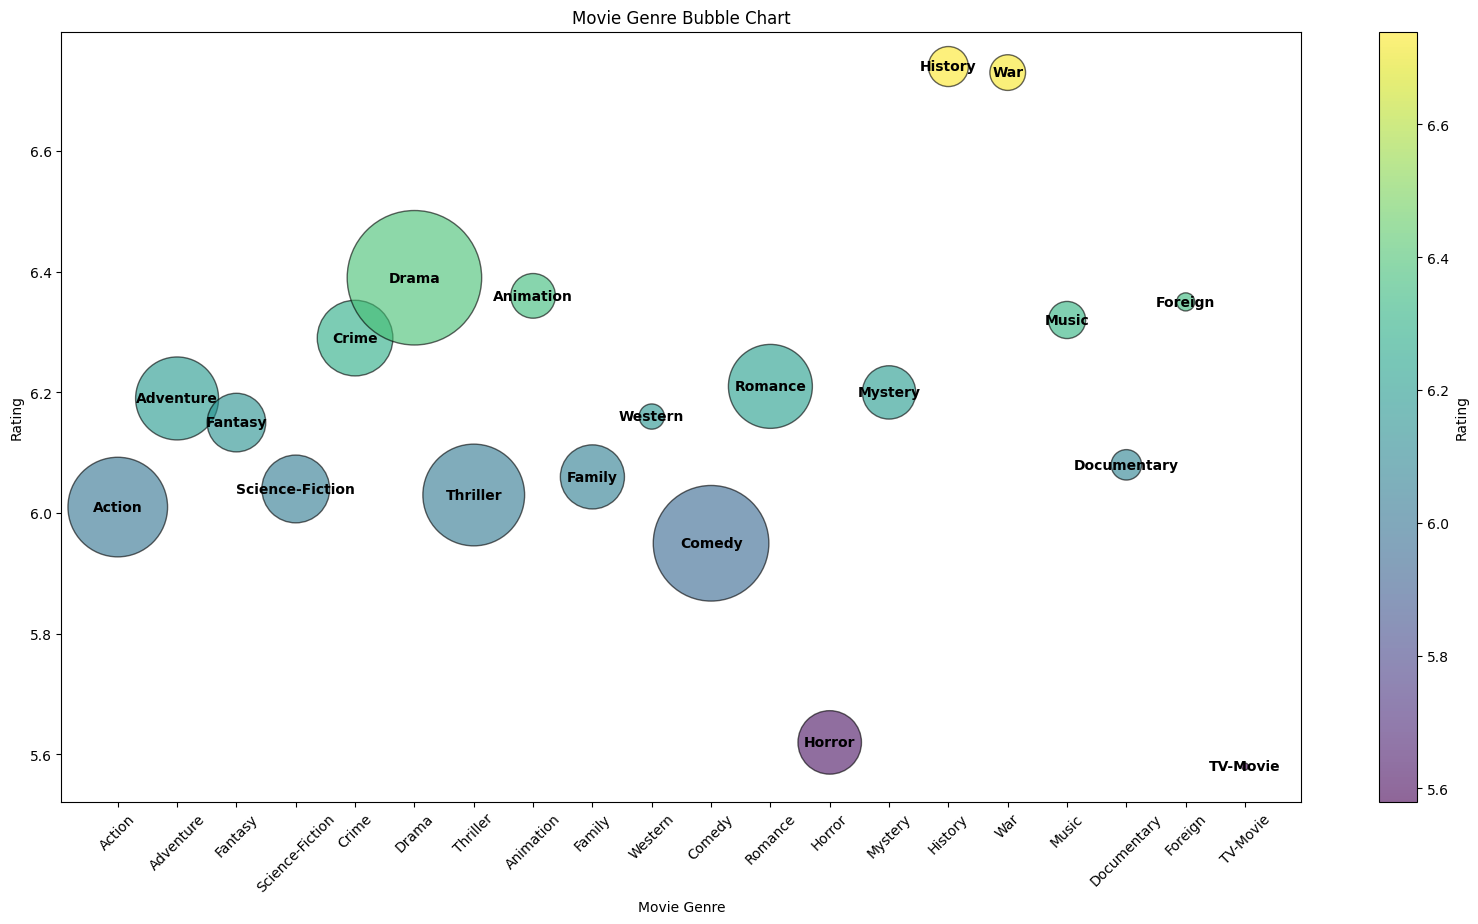 Movie Genre Bubble Chart
History
War
6.6
6.6
6.4
Drama
Animation
6.4
Foreign
Music
Crime
Rating
6.2
Adventure
Romance
Mystery
6.2
Fantasy
Western
Rating
Science-Fiction
Thriller
Family
Documentary
6.0
Action
6.0
Comedy
5.8
5.8
5.6
Horror
TV-Movie
5.6
Action
Adventure
Fantasy
Science-Fiction
Crime
Drama
Thriller
Animation
Family
Western
Comedy
Romance
Horror
Mystery
History
War
Music
Documentary
Foreign
TV-Movie
Movie Genre